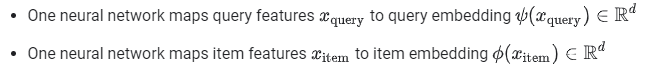 • One neural network maps query features x_query to query embedding ψ(x_query) ∈ ℝ^d
• One neural network maps item features x_item to item embedding ϕ(x_item) ∈ ℝ^d